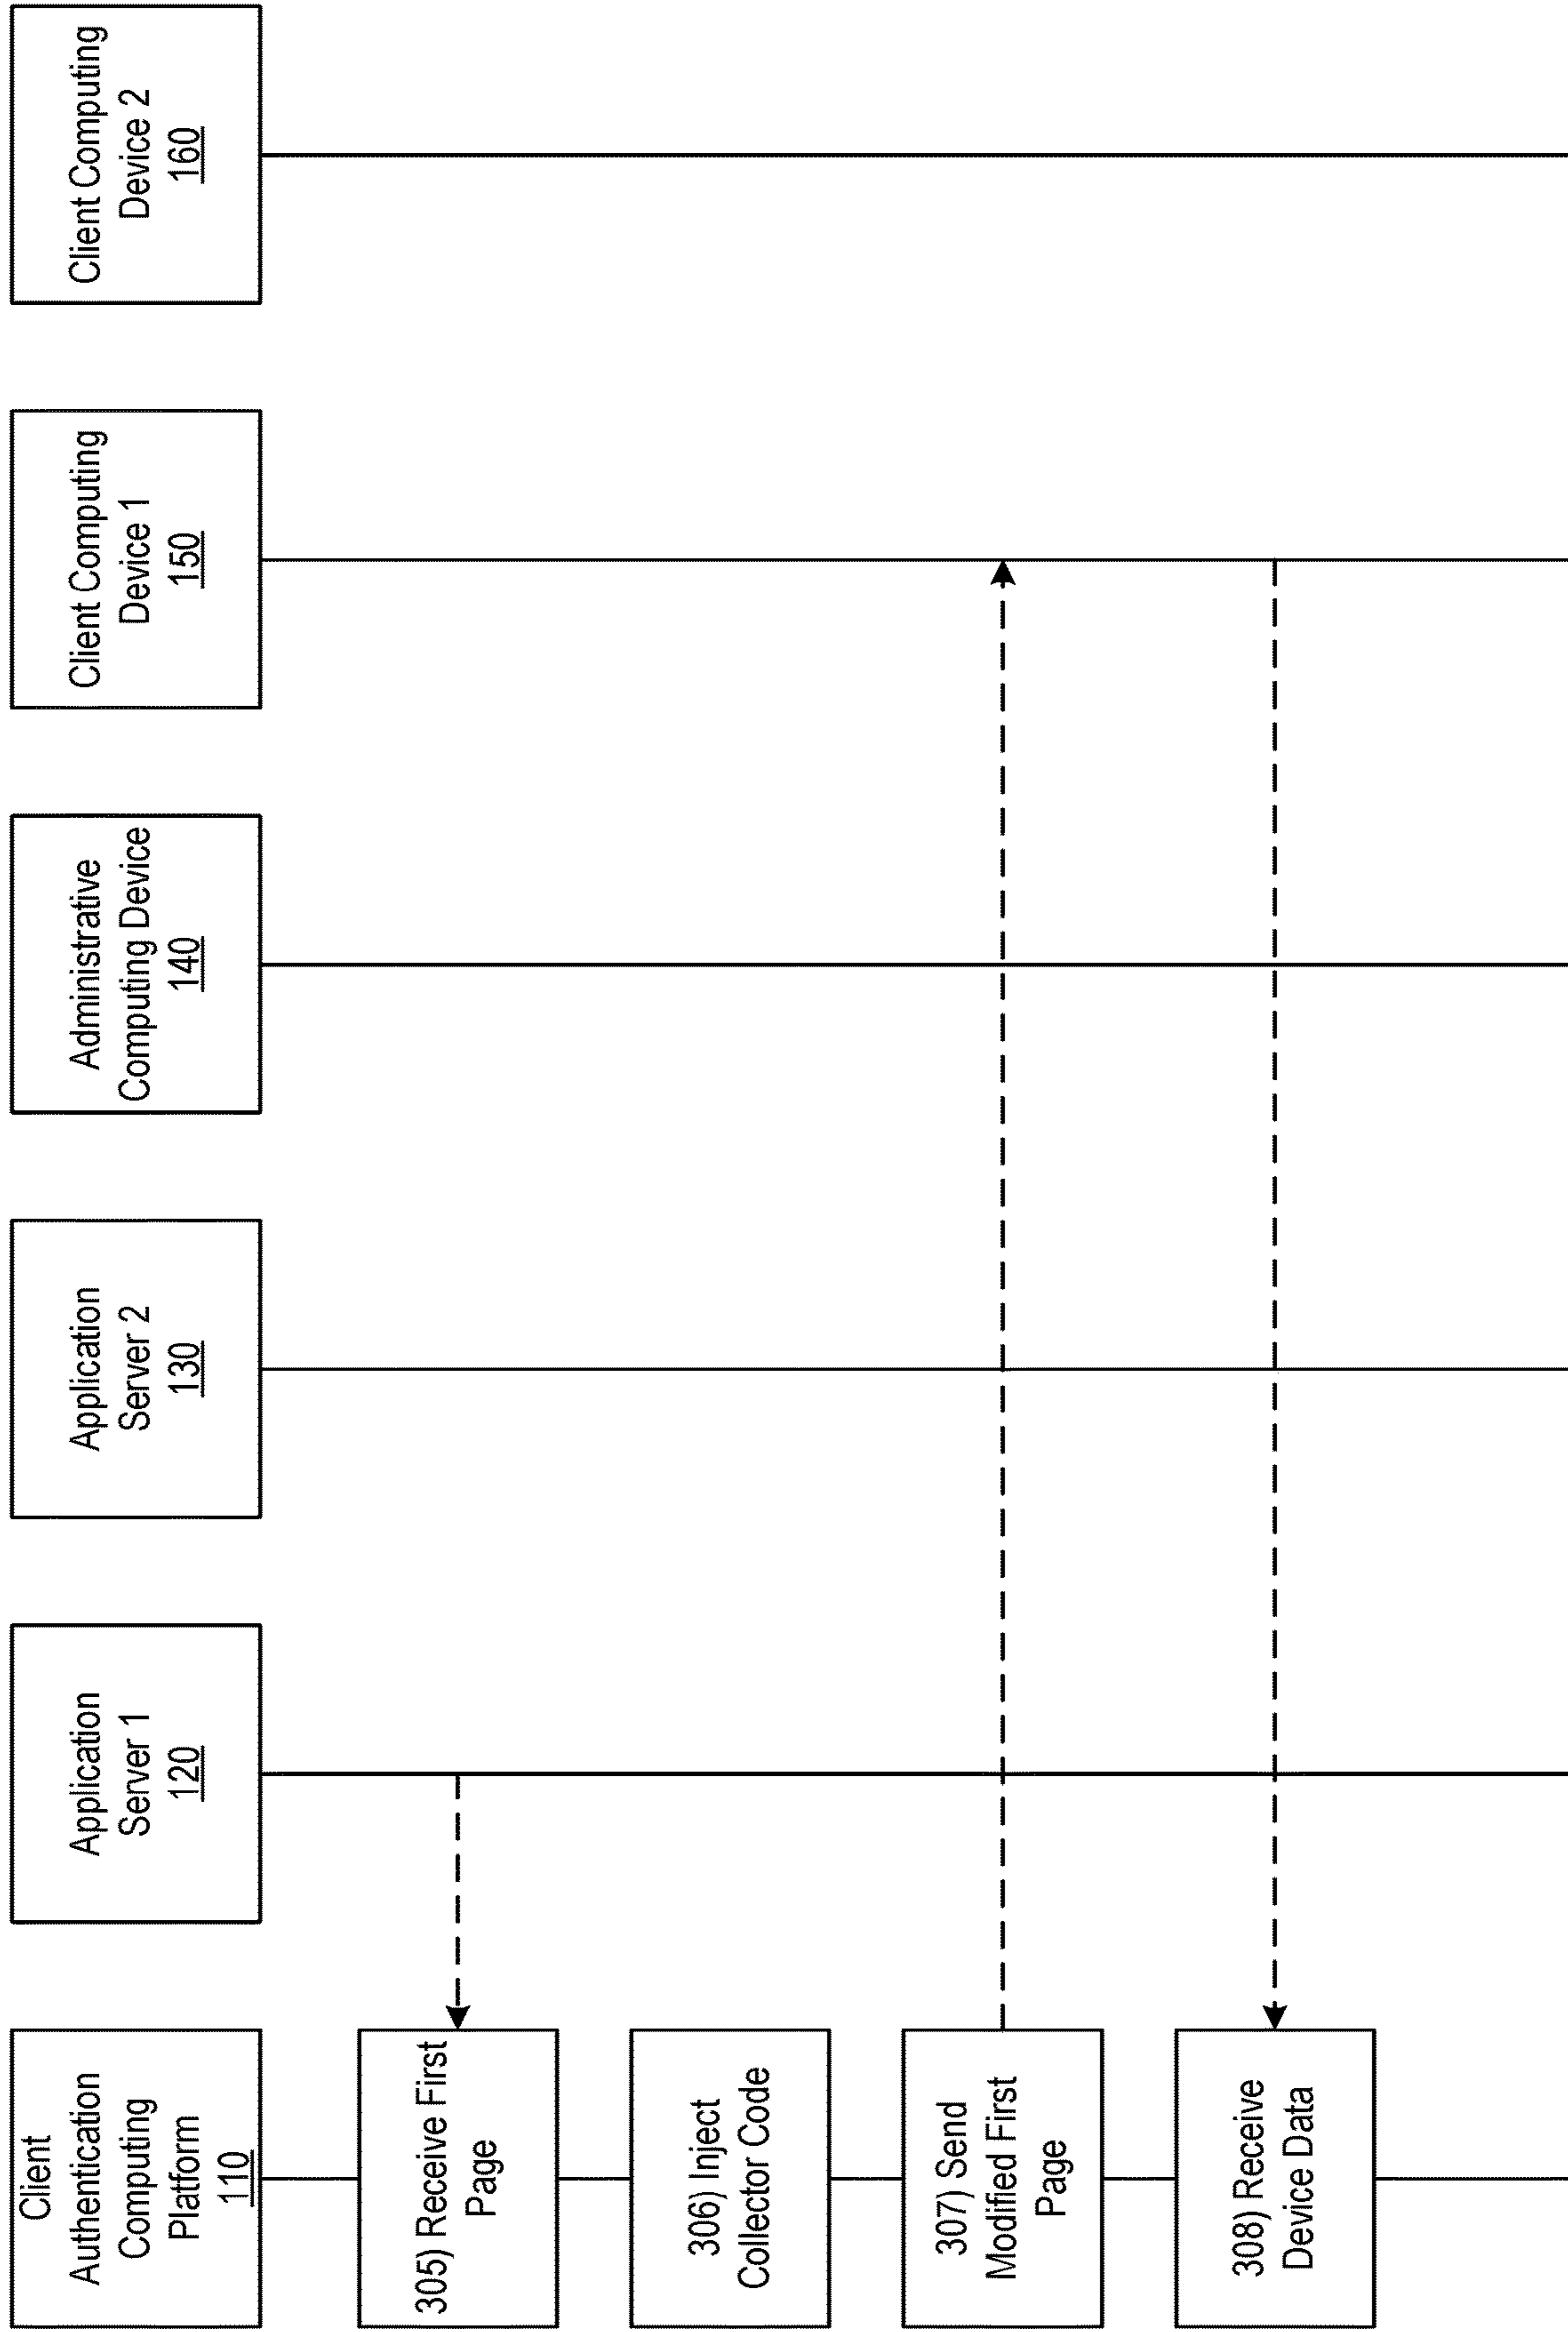 Client
Authentication
Computing
Platform
110
Application
Server 1
120
Application
Server 2
130
Administrative
Computing Device
140
Client Computing
Device 1
150
Client Computing
Device 2
160
305) Receive First
Page
306) Inject
Collector Code
307) Send
Modified First
Page
308) Receive
Device Data